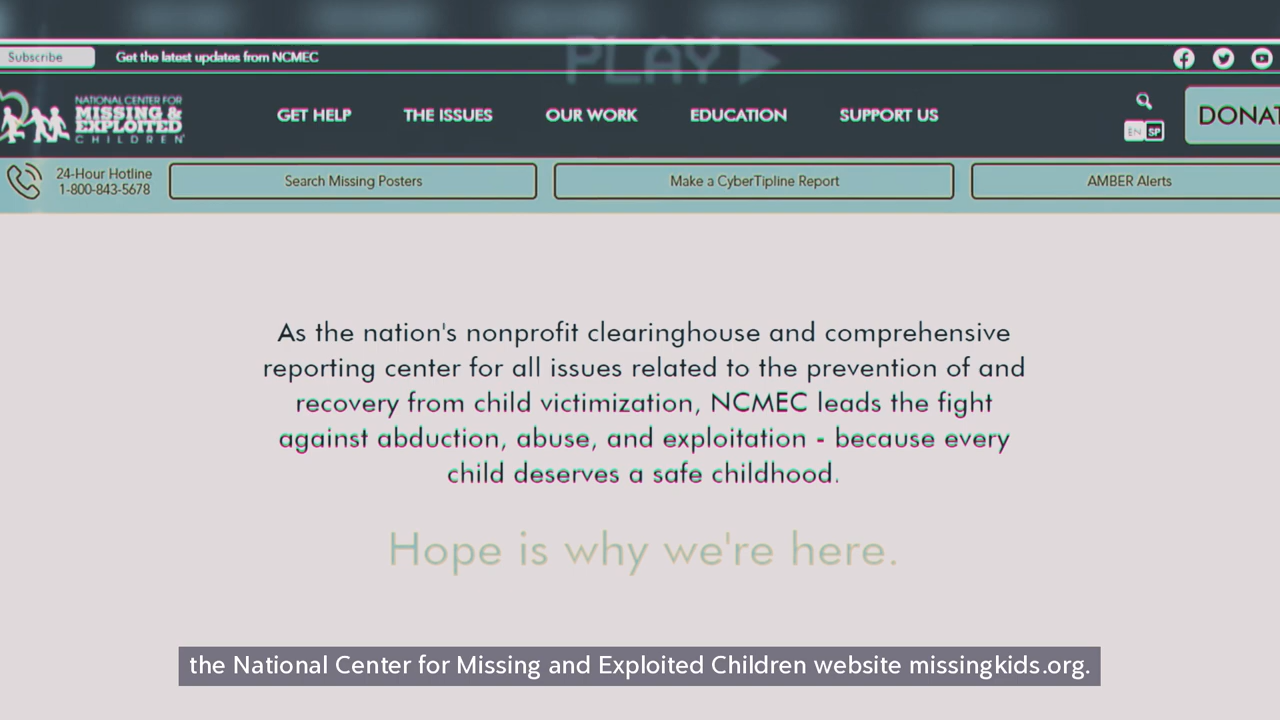 PLAY
Subscribe
Get the latest updates from NCMEC
NATIONAL CENTER FOR
MISSING &
EXPLOITED
CHILDREN
GET HELP
THE ISSUES
OUR WORK
EDUCATION
SUPPORT US
EN SP
DONAT
24-Hour Hotline
1-800-843-5678
Search Missing Posters
Make a CyberTipline Report
AMBER Alerts
As the nation's nonprofit clearinghouse and comprehensive
reporting center for all issues related to the prevention of and
recovery from child victimization, NCMEC leads the fight
against abduction, abuse, and exploitation - because every
child deserves a safe childhood.
Hope is why we're here.
the National Center for Missing and Exploited Children website missingkids.org.